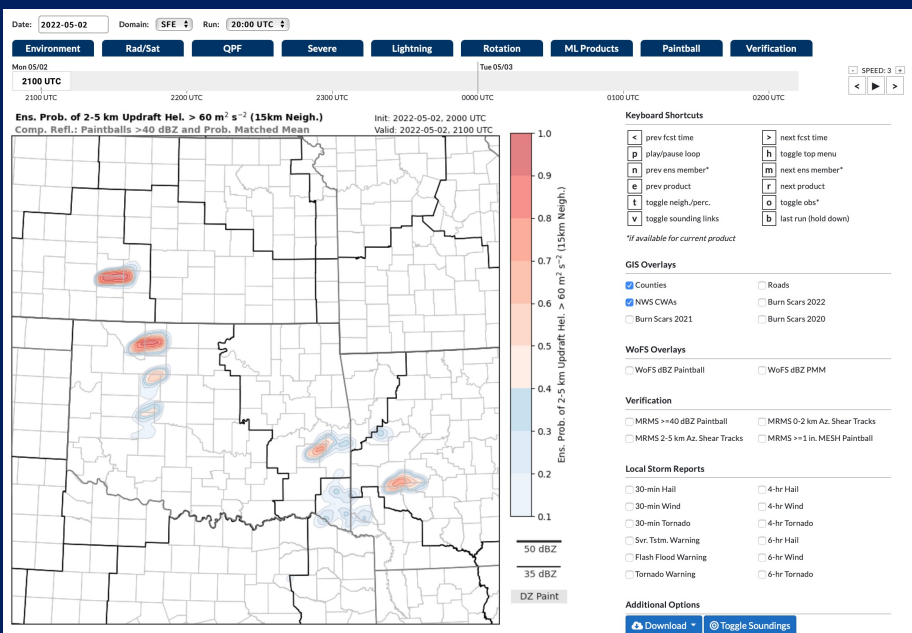 Date: 2022-05-02 Domain: SFE Run: 20:00 UTC
Environment Rad/Sat QPF Severe Lightning Rotation ML Products Paintball Verification
Mon 05/02 Tue 05/03
2100 UTC
2100 UTC 2200 UTC 2300 UTC 0000 UTC 0100 UTC 0200 UTC
- SPEED: 3 +
< ▶ >
Ens. Prob. of 2-5 km Updraft Hel. > 60 m² s⁻² (15km Neigh.) Init: 2022-05-02, 2000 UTC
Comp. Refl.: Paintballs >40 dBZ and Prob. Matched Mean Valid: 2022-05-02, 2100 UTC
1.0
0.9
0.8
0.7
0.6
0.5
0.4
0.3
0.2
0.1
Ens. Prob. of 2-5 km Updraft Hel. > 60 m² s⁻² (15km Neigh.)
50 dBZ
35 dBZ
DZ Paint
Keyboard Shortcuts
< prev fcst time > next fcst time
p play/pause loop h toggle top menu
n prev ens member* m next ens member*
e prev product r next product
t toggle neigh./perc. o toggle obs*
v toggle sounding links b last run (hold down)
*if available for current product
GIS Overlays
Counties Roads
NWS CWAs Burn Scars 2022
Burn Scars 2021 Burn Scars 2020
WoFS Overlays
WoFS dBZ Paintball WoFS dBZ PMM
Verification
MRMS >=40 dBZ Paintball MRMS 0-2 km Az. Shear Tracks
MRMS 2-5 km Az. Shear Tracks MRMS >=1 in. MESH Paintball
Local Storm Reports
30-min Hail 4-hr Hail
30-min Wind 4-hr Wind
30-min Tornado 4-hr Tornado
Svr. Tstm. Warning 6-hr Hail
Flash Flood Warning 6-hr Wind
Tornado Warning 6-hr Tornado
Additional Options
Download Toggle Soundings